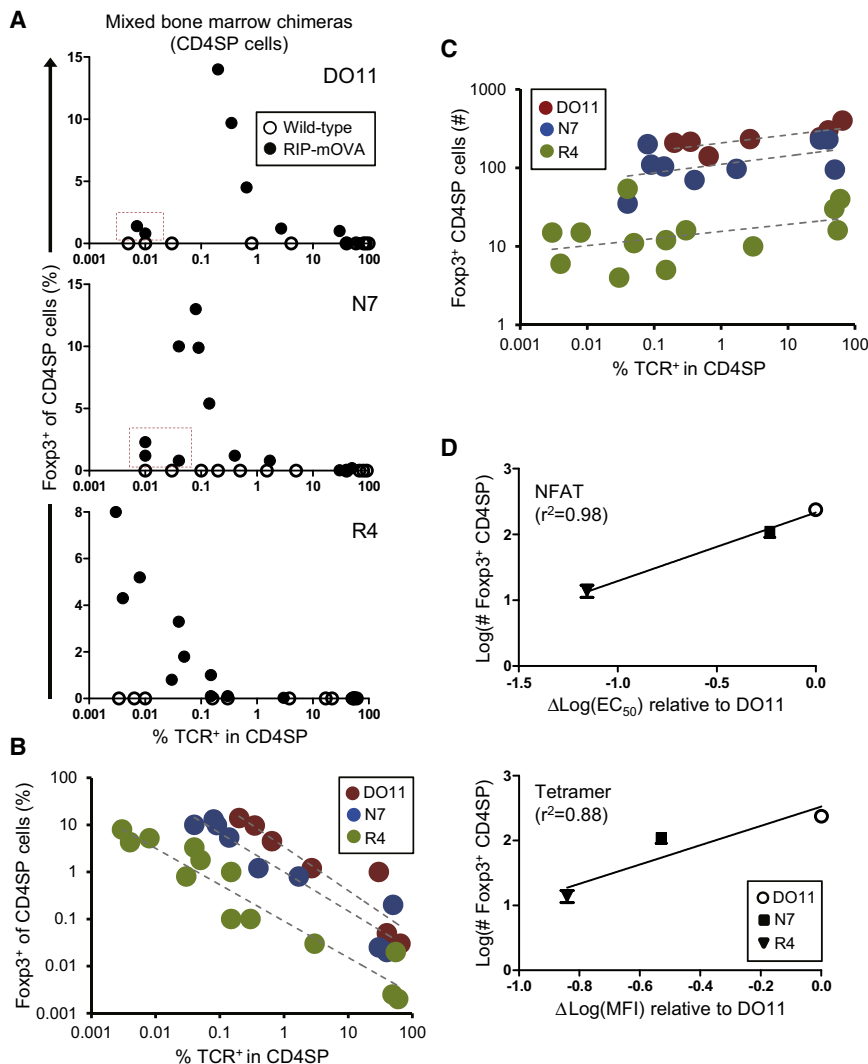 A
Mixed bone marrow chimeras
(CD4SP cells)
DO11
15
10
5
0
Wild-type
RIP-mOVA
0.001 0.01 0.1 1 10 100
N7
15
10
5
0
0.001 0.01 0.1 1 10 100
R4
8
6
4
2
0
0.001 0.01 0.1 1 10 100
Foxp3+ of CD4SP cells (%)
% TCR+ in CD4SP
B
100
10
1
0.1
0.01
0.001
DO11
N7
R4
Foxp3+ of CD4SP cells (%)
0.001 0.01 0.1 1 10 100
% TCR+ in CD4SP
C
1000
100
10
1
DO11
N7
R4
Foxp3+ CD4SP cells (#)
0.001 0.01 0.1 1 10 100
% TCR+ in CD4SP
D
NFAT
(r2=0.98)
3
2
1
0
Log(# Foxp3+ CD4SP)
-1.5 -1.0 -0.5 0.0
ΔLog(EC50) relative to DO11
Tetramer
(r2=0.88)
3
2
1
0
Log(# Foxp3+ CD4SP)
DO11
N7
R4
-1.0 -0.8 -0.6 -0.4 -0.2 0.0
ΔLog(MFI) relative to DO11